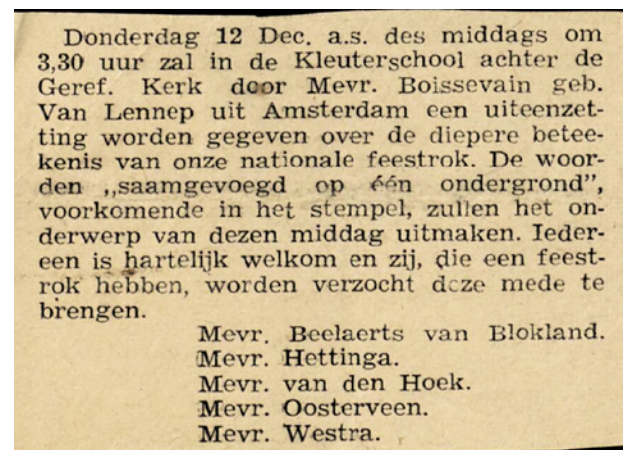 Donderdag 12 Dec. a.s. des middags om
3,30 uur zal in de Kleuterschool achter de
Geref. Kerk door Mevr. Boissevain geb.
Van Lennep uit Amsterdam een uiteenzet-
ting worden gegeven over de diepere betee-
kenis van onze nationale feestrok. De woor-
den ,,saamgevoegd op één ondergrond”,
voorkomende in het stempel, zullen het on-
derwerp van dezen middag uitmaken. Ieder-
een is hartelijk welkom en zij, die een feest-
rok hebben, worden verzocht deze mede te
brengen.
Mevr. Beelaerts van Blokland.
Mevr. Hettinga.
Mevr. van den Hoek.
Mevr. Oosterveen.
Mevr. Westra.